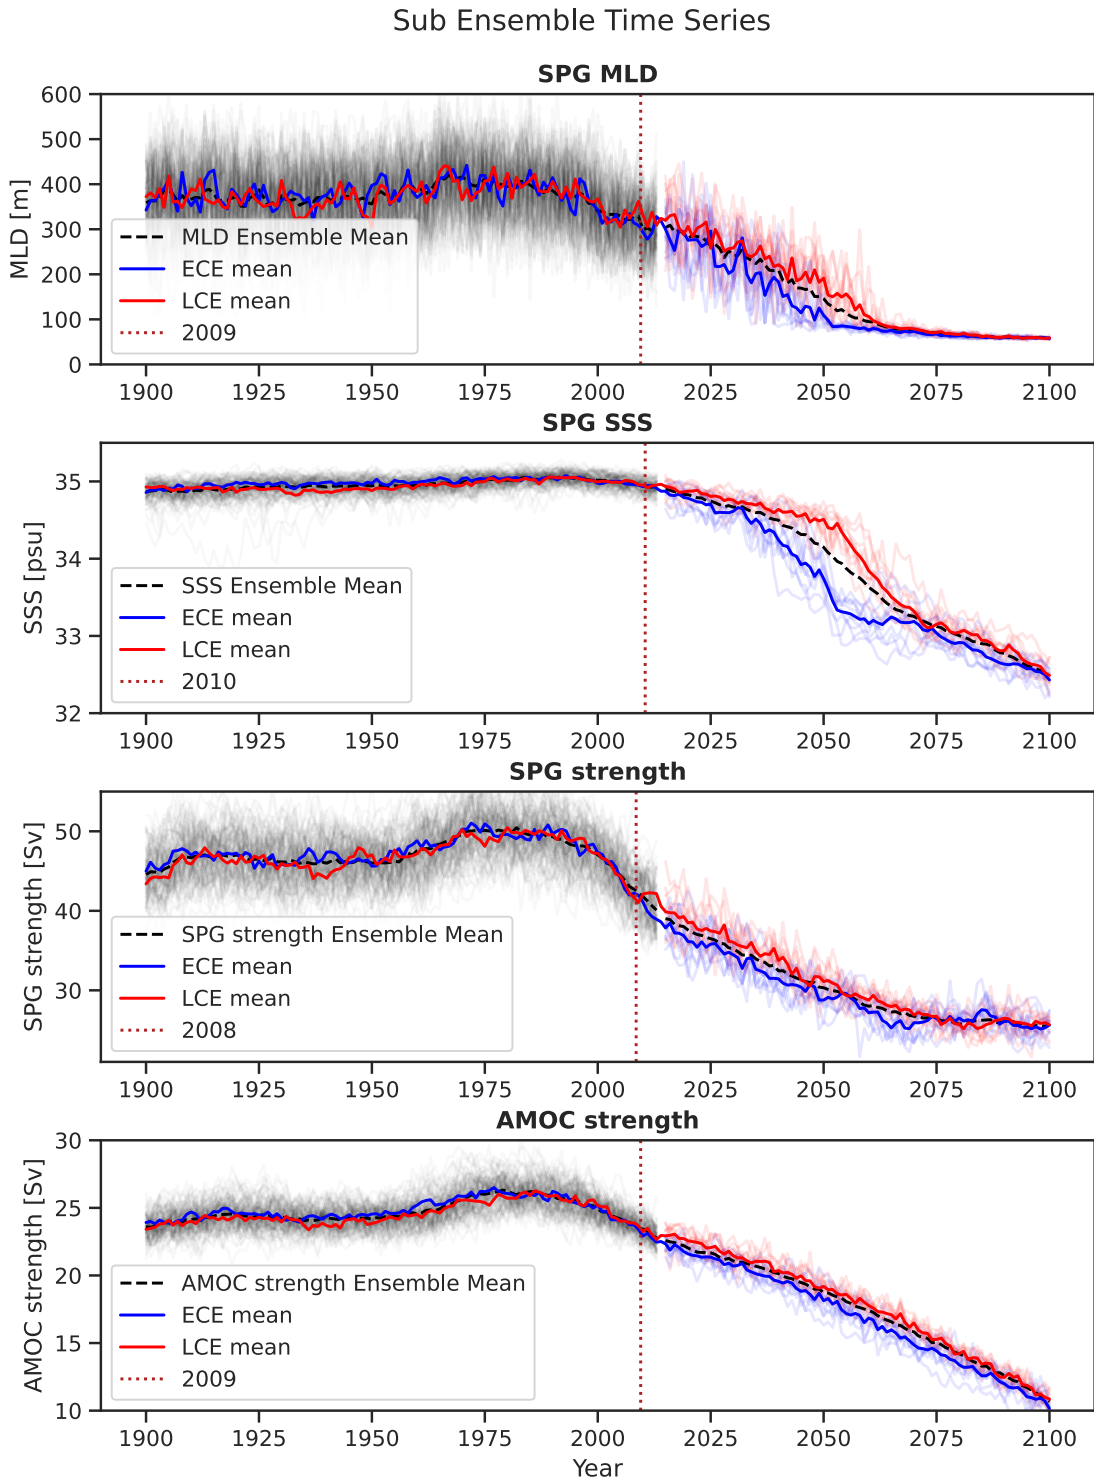 Sub Ensemble Time Series
SPG MLD
MLD [m]
600
500
400
300
200
100
0
MLD Ensemble Mean
ECE mean
LCE mean
2009
1900 1925 1950 1975 2000 2025 2050 2075 2100
SPG SSS
SSS [psu]
35
34
33
32
SSS Ensemble Mean
ECE mean
LCE mean
2010
1900 1925 1950 1975 2000 2025 2050 2075 2100
SPG strength
SPG strength [Sv]
50
40
30
SPG strength Ensemble Mean
ECE mean
LCE mean
2008
1900 1925 1950 1975 2000 2025 2050 2075 2100
AMOC strength
AMOC strength [Sv]
30
25
20
15
10
AMOC strength Ensemble Mean
ECE mean
LCE mean
2009
1900 1925 1950 1975 2000 2025 2050 2075 2100
Year